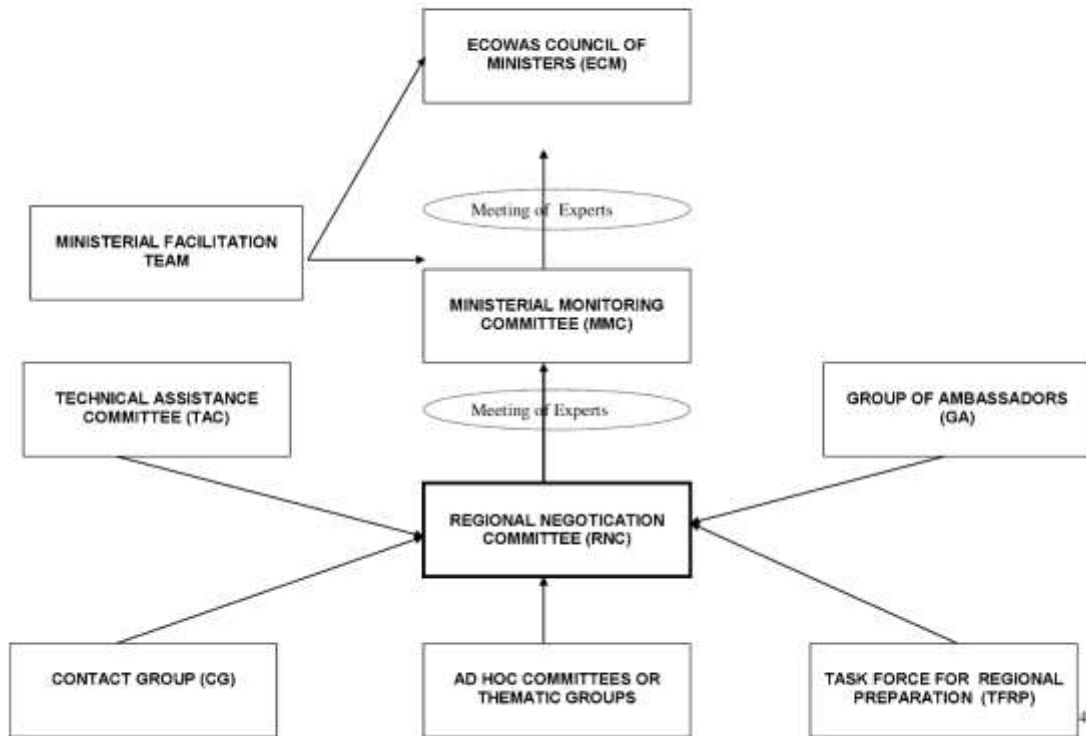 ECOWAS COUNCIL OF
MINISTERS (ECM)
Meeting of Experts
MINISTERIAL FACILITATION
TEAM
MINISTERIAL MONITORING
COMMITTEE (MMC)
TECHNICAL ASSISTANCE
COMMITTEE (TAC)
Meeting of Experts
GROUP OF AMBASSADORS
(GA)
REGIONAL NEGOTICATION
COMMITTEE (RNC)
CONTACT GROUP (CG)
AD HOC COMMITTEES OR
THEMATIC GROUPS
TASK FORCE FOR REGIONAL
PREPARATION (TFRP)
4